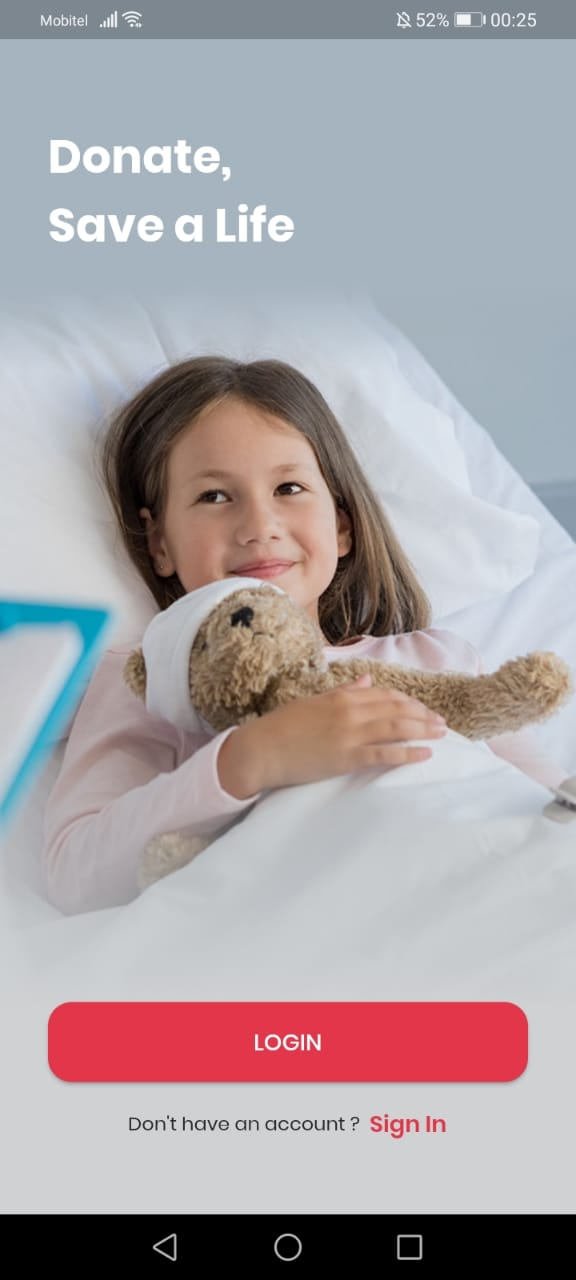 Mobitel 52% 00:25
Donate,
Save a Life
LOGIN
Don't have an account ? Sign In